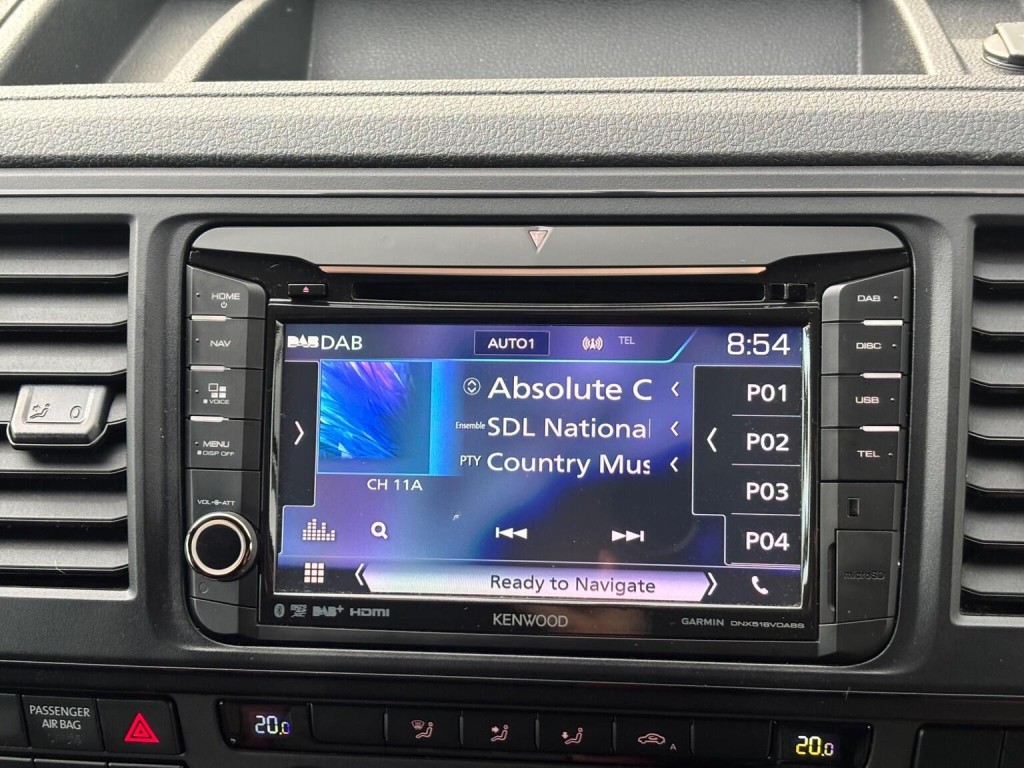 HOME
NAV
VOICE
MENU
DISP OFF
VOL ATT
DAB DAB
AUTO1
TEL
8:54
Absolute C
Ensemble SDL National
PTY Country Mus
CH 11A
P01
P02
P03
P04
Ready to Navigate
DAB
DISC
USB
TEL
microSD
DAB+ HDMI
KENWOOD
GARMIN DNX518VDABS
PASSENGER
AIR BAG
20.0
A
20.0
0